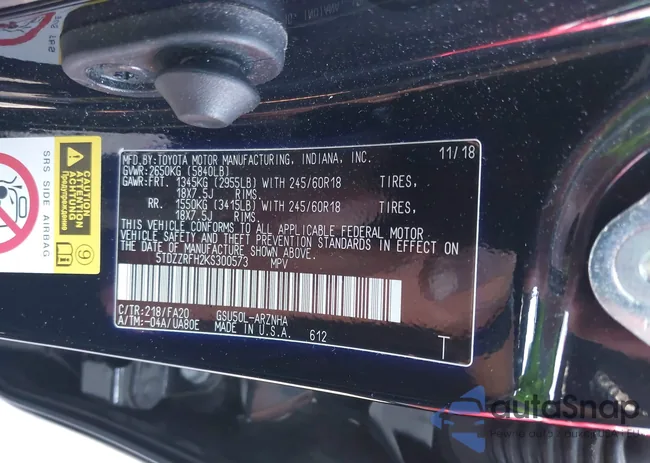 MFD.BY:TOYOTA MOTOR MANUFACTURING, INDIANA, INC. 11/18
GVWR:2650KG (5840LB)
GAWR:FRT. 1345KG (2955LB) WITH 245/60R18 TIRES,
18X7.5J RIMS.
RR. 1550KG (3415LB) WITH 245/60R18 TIRES,
18X7.5J RIMS.
THIS VEHICLE CONFORMS TO ALL APPLICABLE FEDERAL MOTOR
VEHICLE SAFETY AND THEFT PREVENTION STANDARDS IN EFFECT
ON THE DATE OF MANUFACTURE SHOWN ABOVE.
5TDZZRFH2KS300573 MPV
C/TR:218/FA20 GSU50L-ARZNHA
A/TM:-04A/UA80E MADE IN U.S.A. 612
T
SRS SIDE AIRBAG
CAUTION
ATTENTION
ACHTUNG
Предупреждение
9
autoSnap